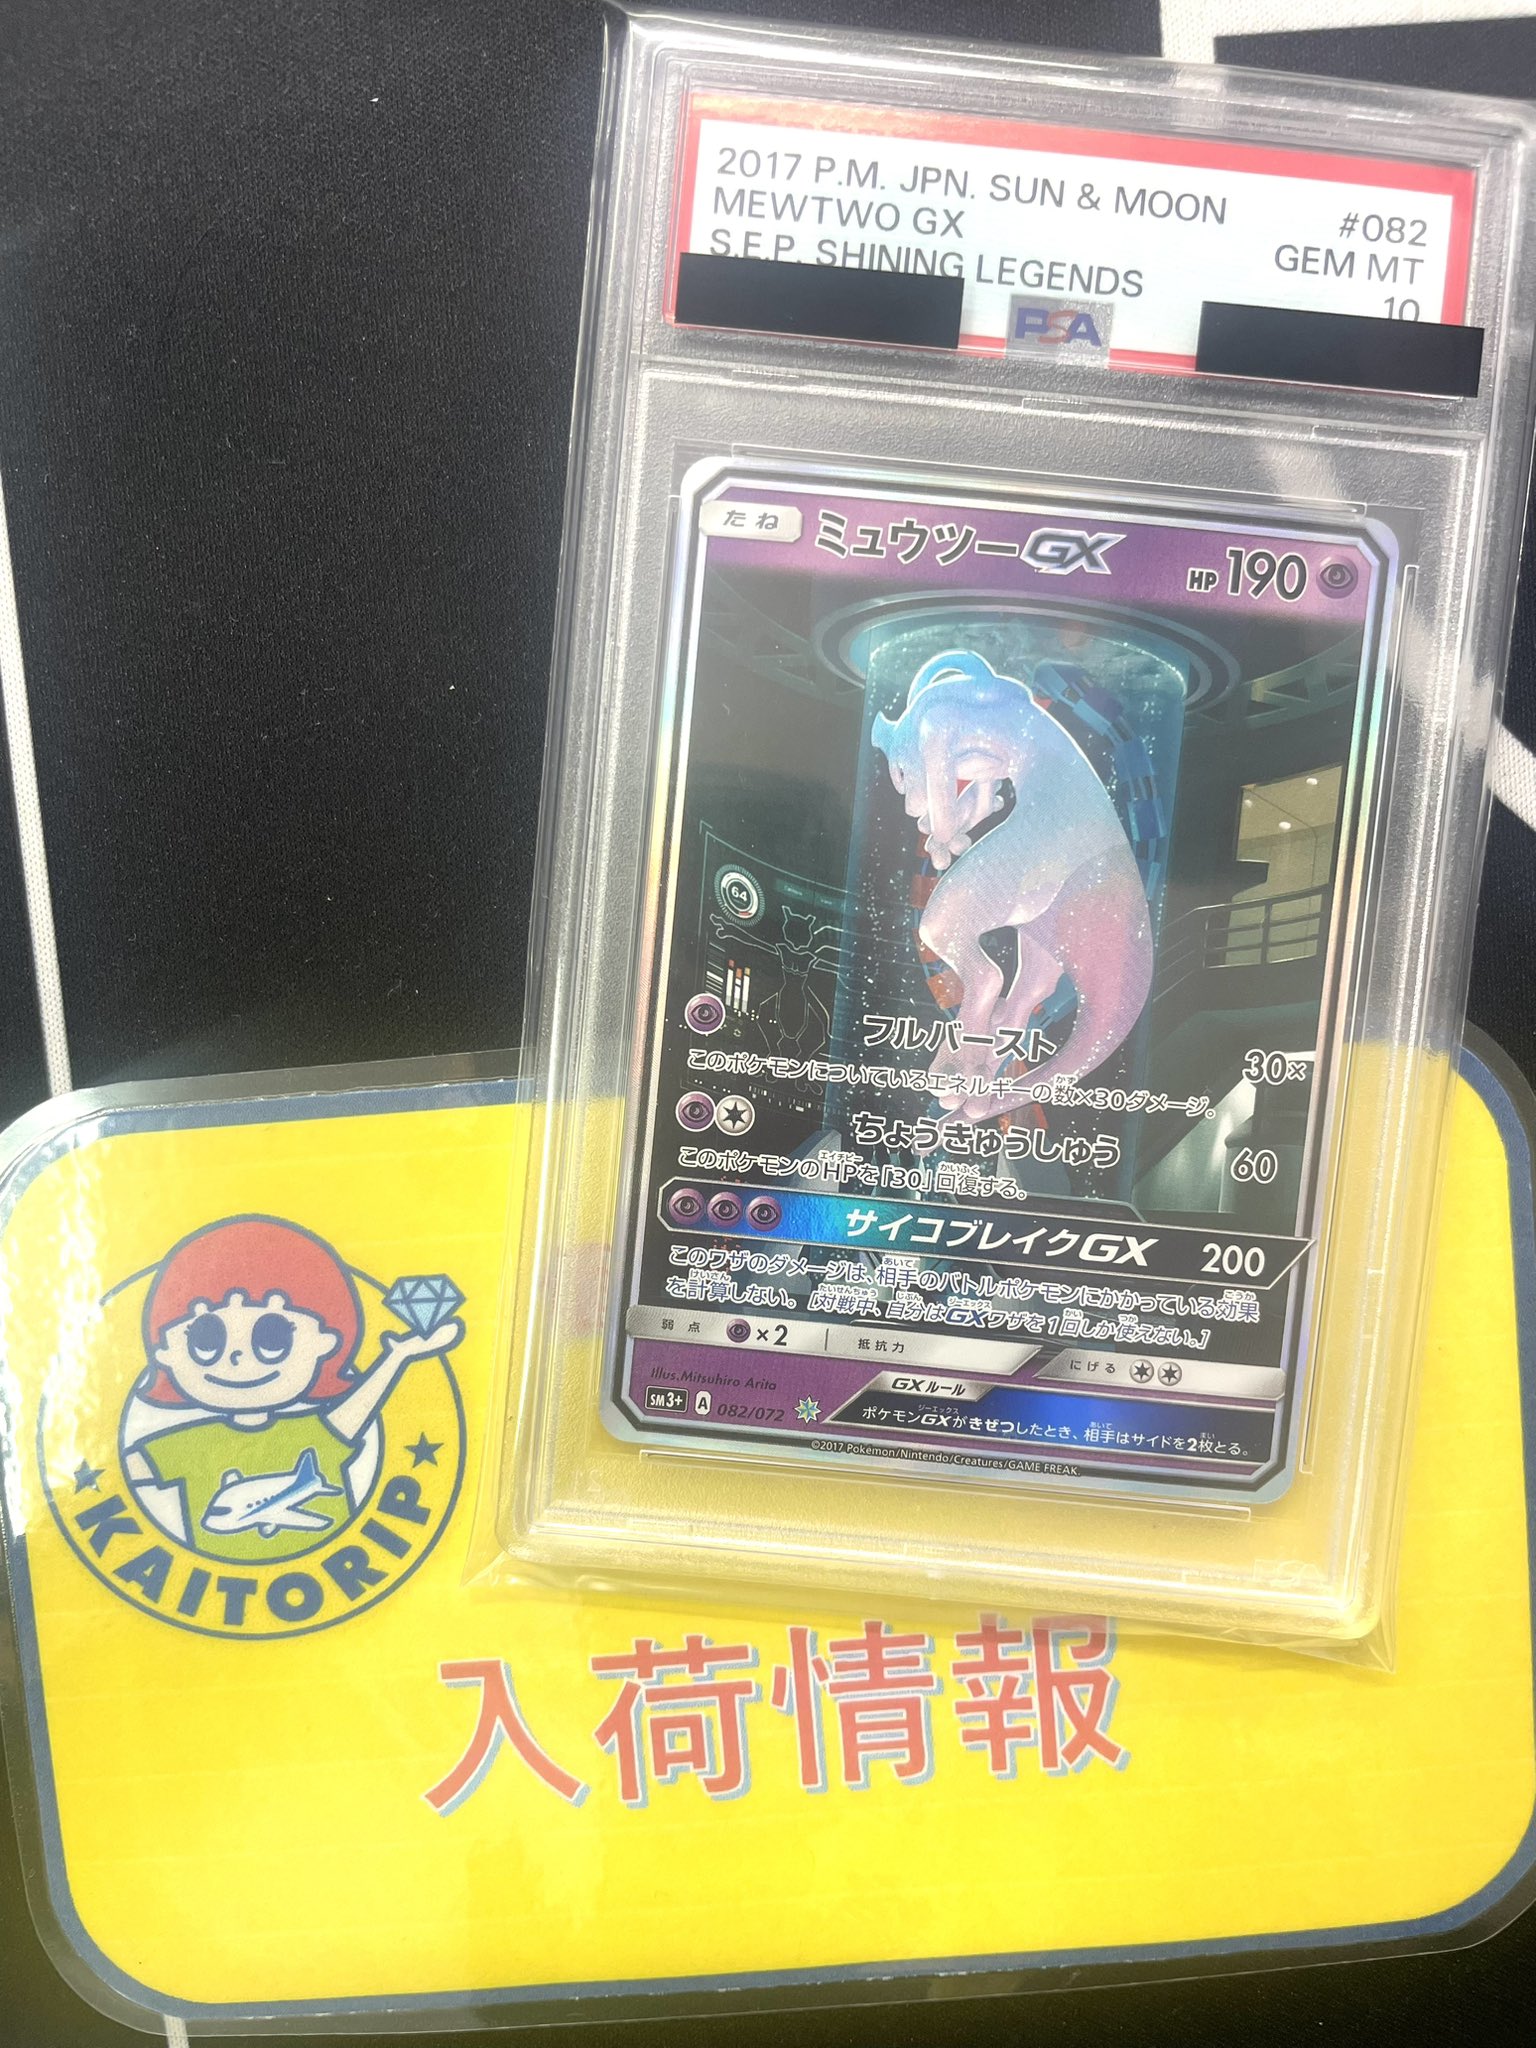 2017 P.M. JPN. SUN & MOON
#082
MEWTWO GX
GEM MT
S.E.P. SHINING LEGENDS
10
PSA
たね
ミュウツーGX
HP 190
64
フルバースト
30×
このポケモンについているエネルギーの数×30ダメージ。
ちょうきゅうしゅう
60
このポケモンのHPを「30」回復する。
サイコブレイクGX
200
このワザのダメージは、相手のバトルポケモンにかかっている効果
を計算しない。[対戦中、自分はGXワザを1回しか使えない。]
弱点
×2
抵抗力
にげる
Illus.Mitsuhiro Arita
GXルール
SM3+ A 082/072
ポケモンGXがきぜつしたとき、相手はサイドを2枚とる。
©2017 Pokémon/Nintendo/Creatures/GAME FREAK.
★KAITORIP★
入荷情報